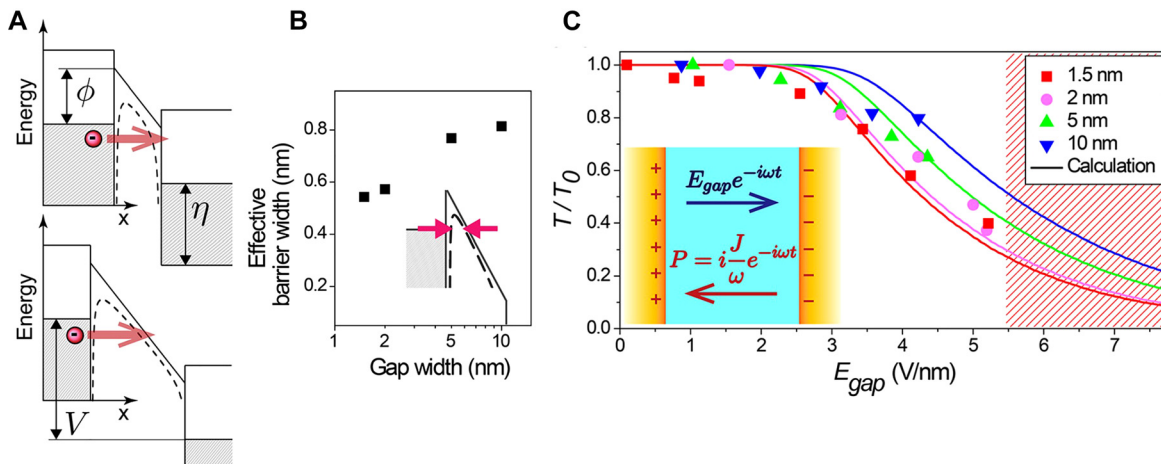 A
Energy
ϕ
-
η
x
Energy
-
V
x
B
Effective
barrier width (nm)
0.8
0.6
0.4
0.2
1
2
5
10
Gap width (nm)
C
T/T0
1.0
0.8
0.6
0.4
0.2
0.0
0
1
2
3
4
5
6
7
Egap (V/nm)
1.5 nm
2 nm
5 nm
10 nm
Calculation
Egap e^{-iωt}
P = i J/ω e^{-iωt}
+ + + + + +
− − − − − −